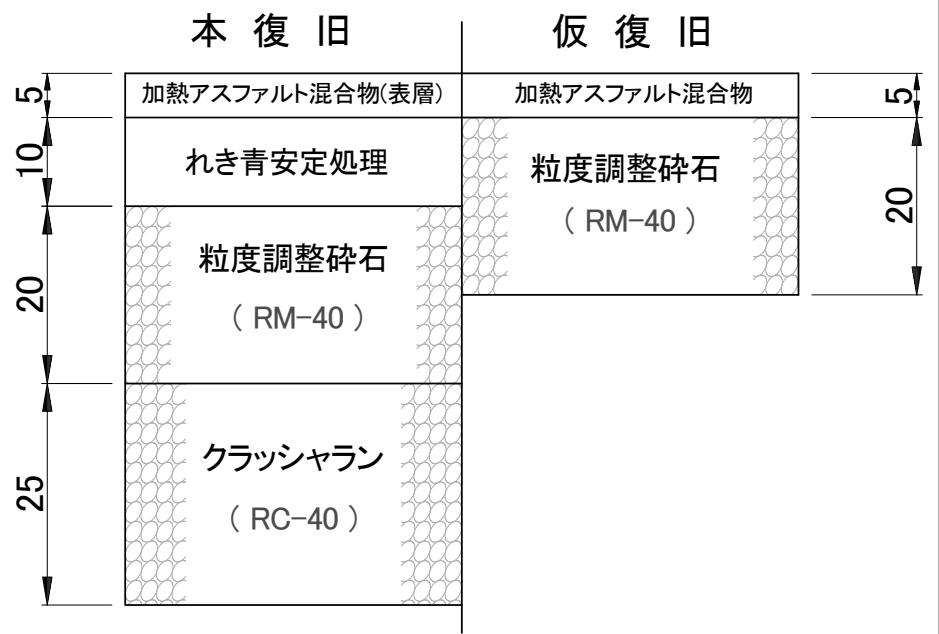 本 復 旧
5
加熱アスファルト混合物(表層)
10
れき青安定処理
20
粒度調整砕石
( RM-40 )
25
クラッシャラン
( RC-40 )
仮 復 旧
加熱アスファルト混合物
5
粒度調整砕石
( RM-40 )
20